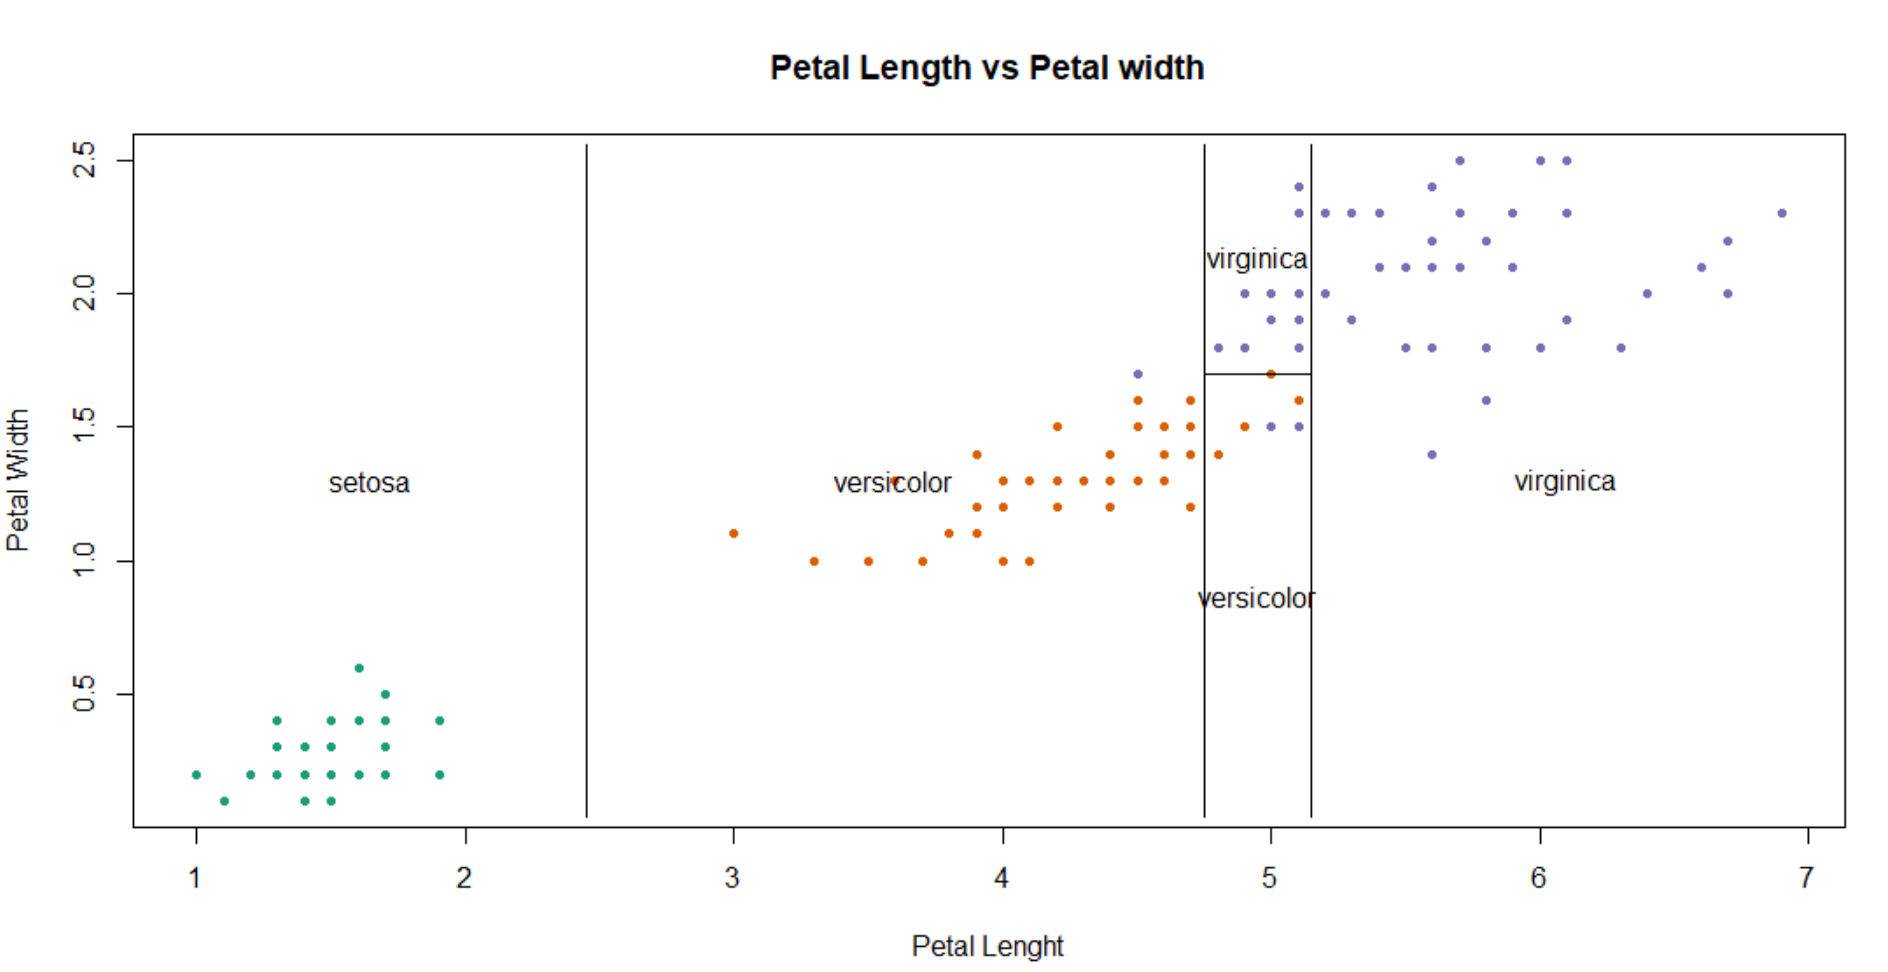 Petal Length vs Petal width
Petal Width
2.5
2.0
1.5
1.0
0.5
virginica
setosa
versicolor
virginica
versicolor
1 2 3 4 5 6 7
Petal Lenght